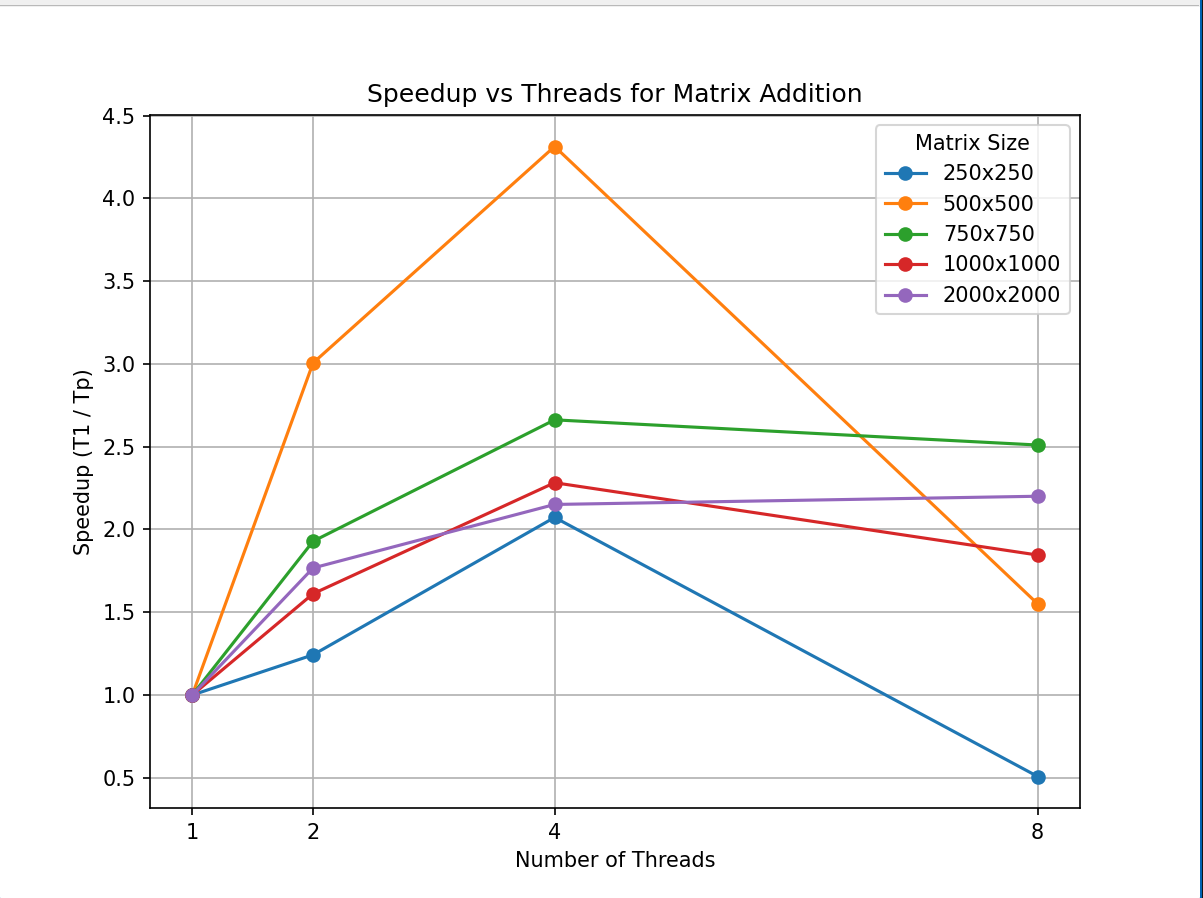 Speedup vs Threads for Matrix Addition
4.5
4.0
3.5
3.0
2.5
2.0
1.5
1.0
0.5
Speedup (T1 / Tp)
Matrix Size
250x250
500x500
750x750
1000x1000
2000x2000
1 2 4 8
Number of Threads